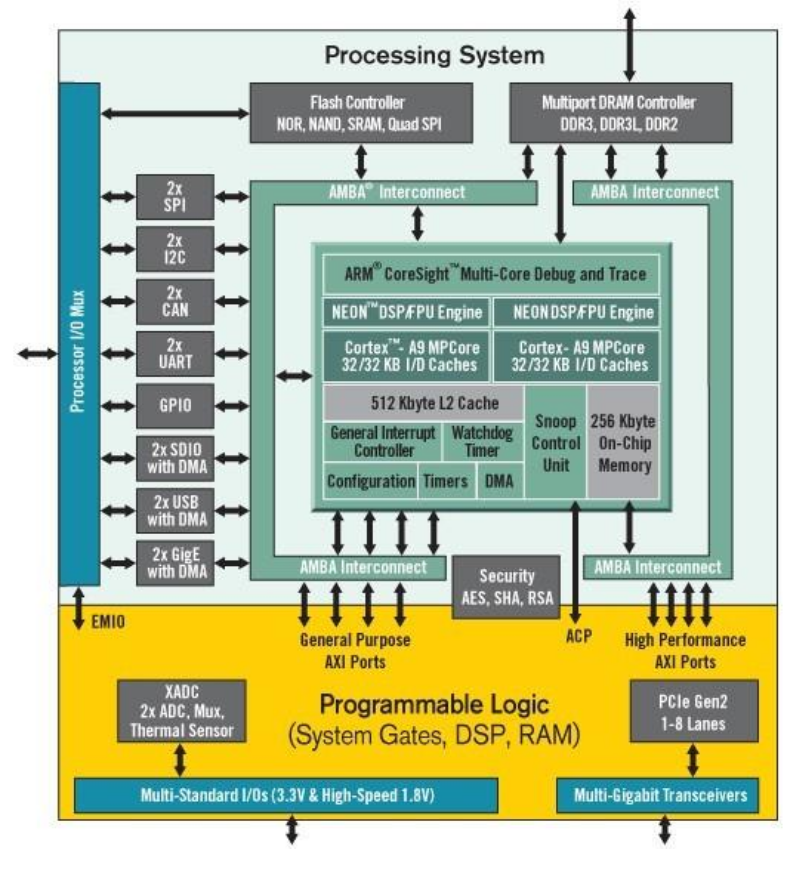 Processing System
Flash Controller
NOR, NAND, SRAM, Quad SPI
Multiport DRAM Controller
DDR3, DDR3L, DDR2
Processor I/O Mux
2x
SPI
2x
I2C
2x
CAN
2x
UART
GPIO
2x SDIO
with DMA
2x USB
with DMA
2x GigE
with DMA
AMBA® Interconnect
AMBA Interconnect
ARM® CoreSight™ Multi-Core Debug and Trace
NEON™ DSP/FPU Engine
NEON DSP/FPU Engine
Cortex™- A9 MPCore
32/32 KB I/D Caches
Cortex- A9 MPCore
32/32 KB I/D Caches
512 Kbyte L2 Cache
General Interrupt
Controller
Watchdog
Timer
Configuration
Timers
DMA
Snoop
Control
Unit
256 Kbyte
On-Chip
Memory
AMBA Interconnect
Security
AES, SHA, RSA
AMBA Interconnect
EMIO
General Purpose
AXI Ports
ACP
High Performance
AXI Ports
XADC
2x ADC, Mux,
Thermal Sensor
Programmable Logic
(System Gates, DSP, RAM)
PCIe Gen2
1-8 Lanes
Multi-Standard I/Os (3.3V & High-Speed 1.8V)
Multi-Gigabit Transceivers